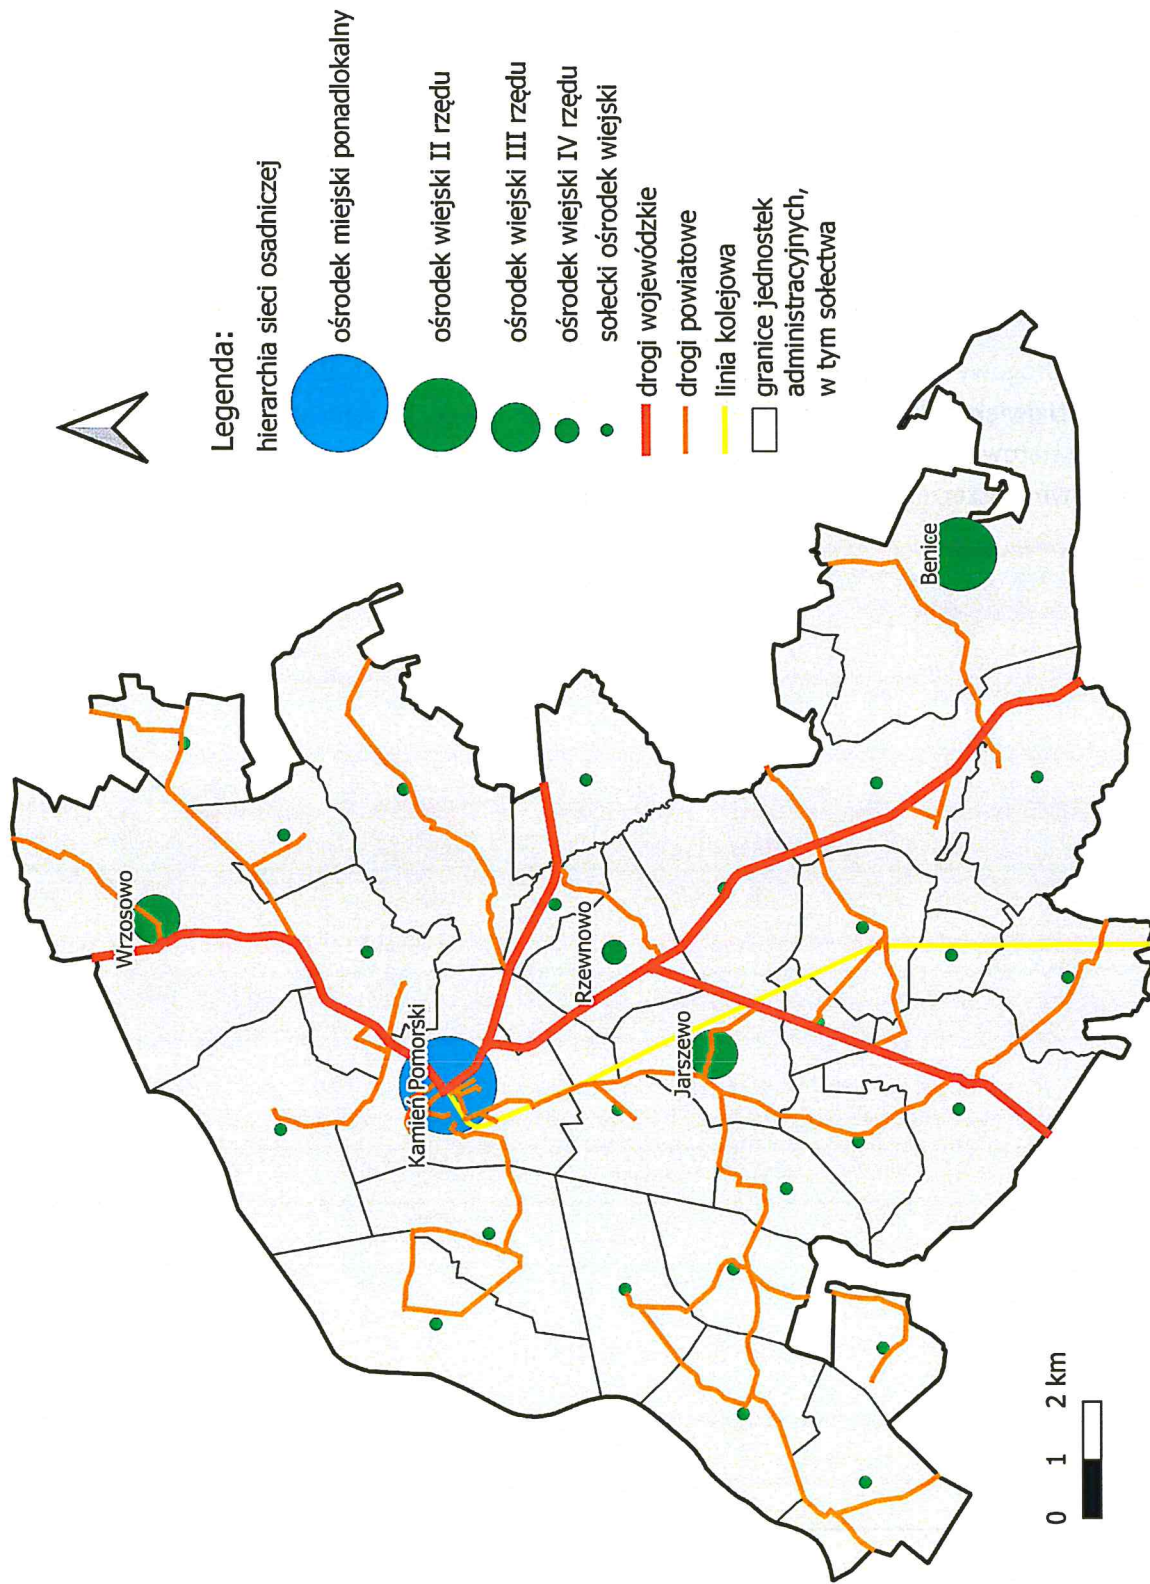 Legenda:
hierarchia sieci osadniczej
ośrodek miejski ponadlokalny
ośrodek wiejski II rzędu
ośrodek wiejski III rzędu
ośrodek wiejski IV rzędu
sołecki ośrodek wiejski
drogi wojewódzkie
drogi powiatowe
linia kolejowa
granice jednostek
administracyjnych,
w tym sołectwa
Wrzosowo
Kamień Pomorski
Rzewnowo
Jarszewo
Benice
0 1 2 km